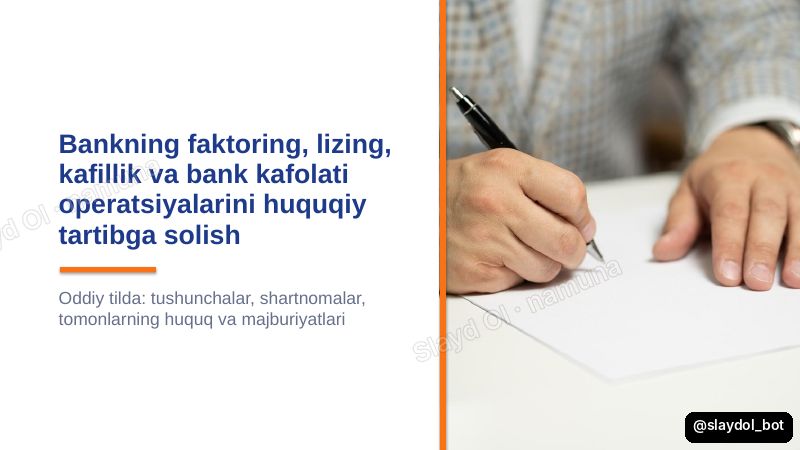 Bankning faktoring, lizing,
kafillik va bank kafolati
operatsiyalarini huquqiy
tartibga solish
Oddiy tilda: tushunchalar, shartnomalar,
tomonlarning huquq va majburiyatlari
Slayd Ol · namuna
@slaydol_bot